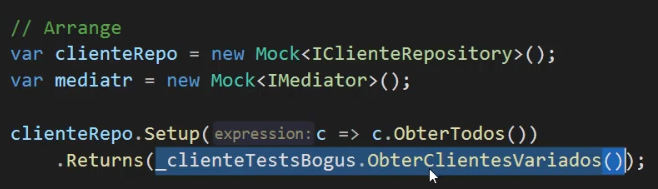 // Arrange
var clienteRepo = new Mock<IClienteRepository>();
var mediatr = new Mock<IMediator>();
clienteRepo.Setup(expression: c => c.ObterTodos())
.Returns(_clienteTestsBogus.ObterClientesVariados());